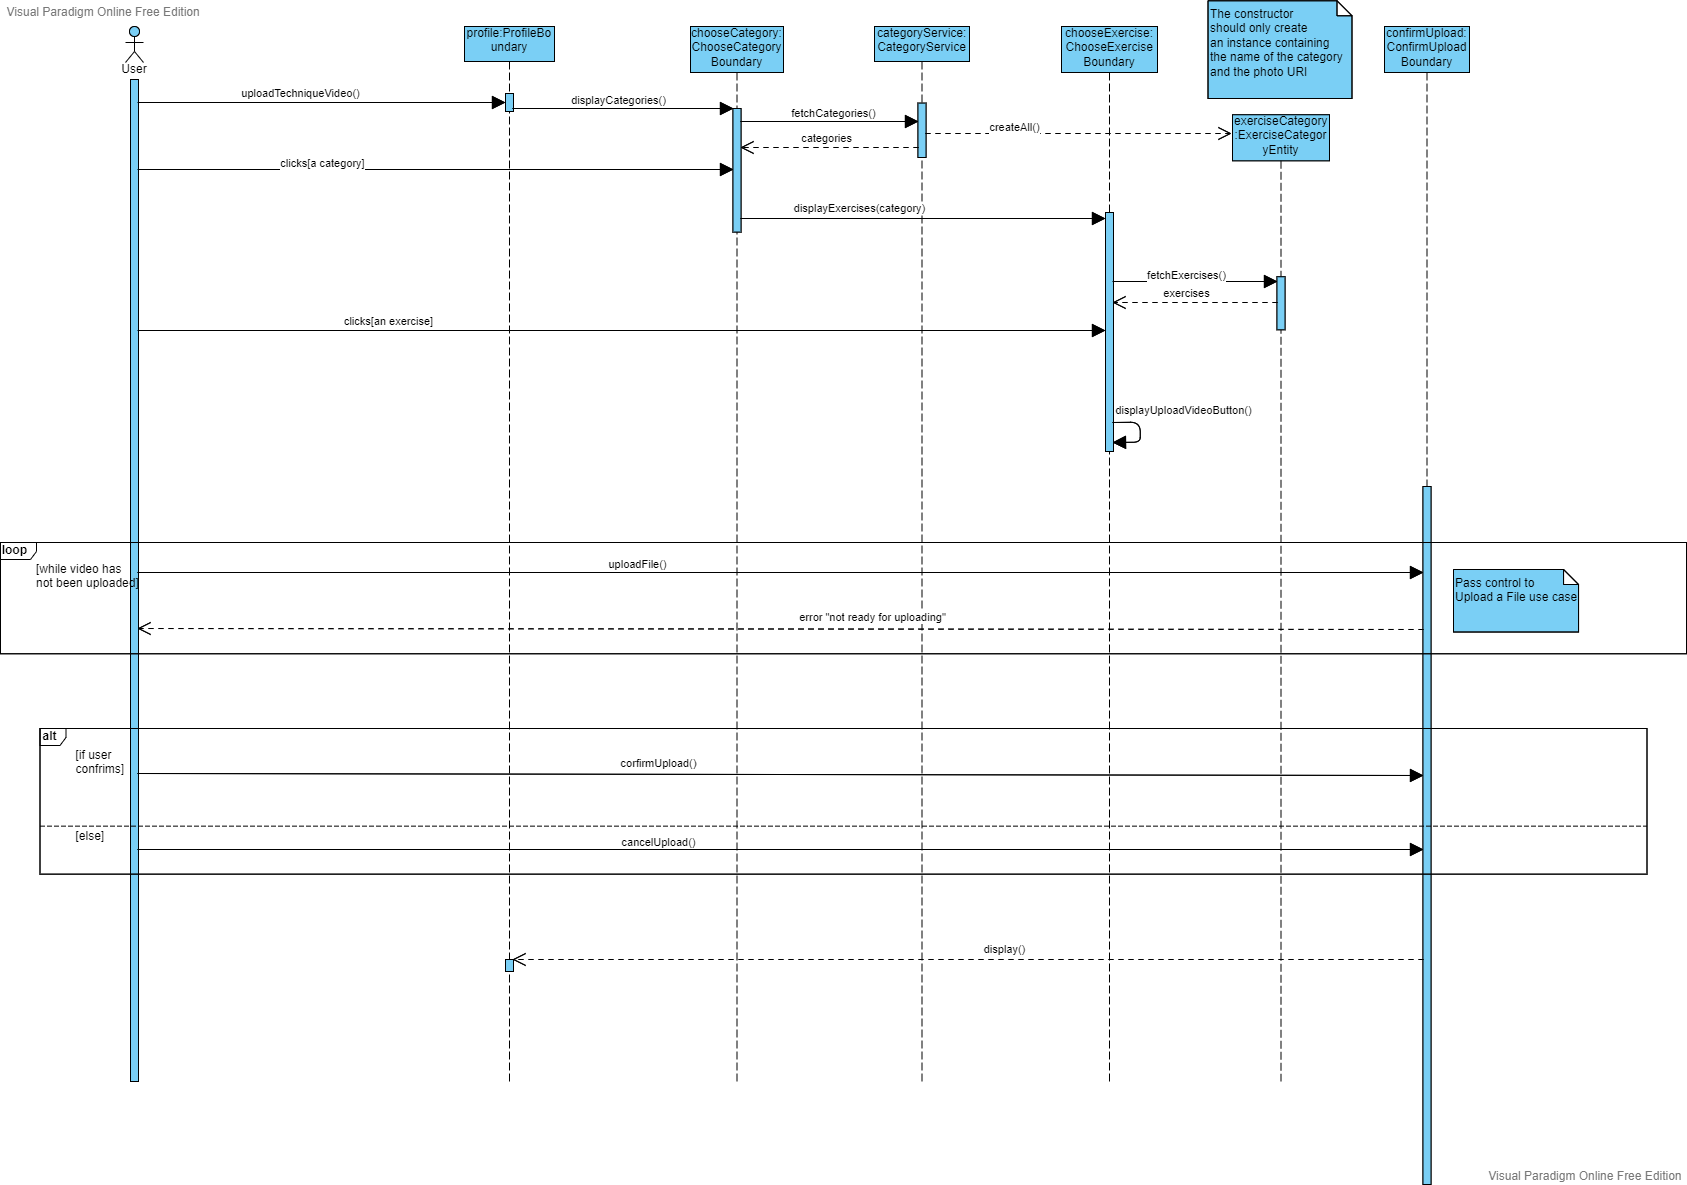 Visual Paradigm Online Free Edition
User
profile:ProfileBo
undary
chooseCategory:
ChooseCategory
Boundary
categoryService:
CategoryService
chooseExercise:
ChooseExercise
Boundary
The constructor
should only create
an instance containing
the name of the category
and the photo URI
confirmUpload:
ConfirmUpload
Boundary
exerciseCategory
:ExerciseCategor
yEntity
uploadTechniqueVideo()
displayCategories()
fetchCategories()
createAll()
categories
clicks[a category]
displayExercises(category)
fetchExercises()
exercises
clicks[an exercise]
displayUploadVideoButton()
loop
[while video has
not been uploaded]
uploadFile()
Pass control to
Upload a File use case
error "not ready for uploading"
alt
[if user
confrims]
corfirmUpload()
[else]
cancelUpload()
display()
Visual Paradigm Online Free Edition